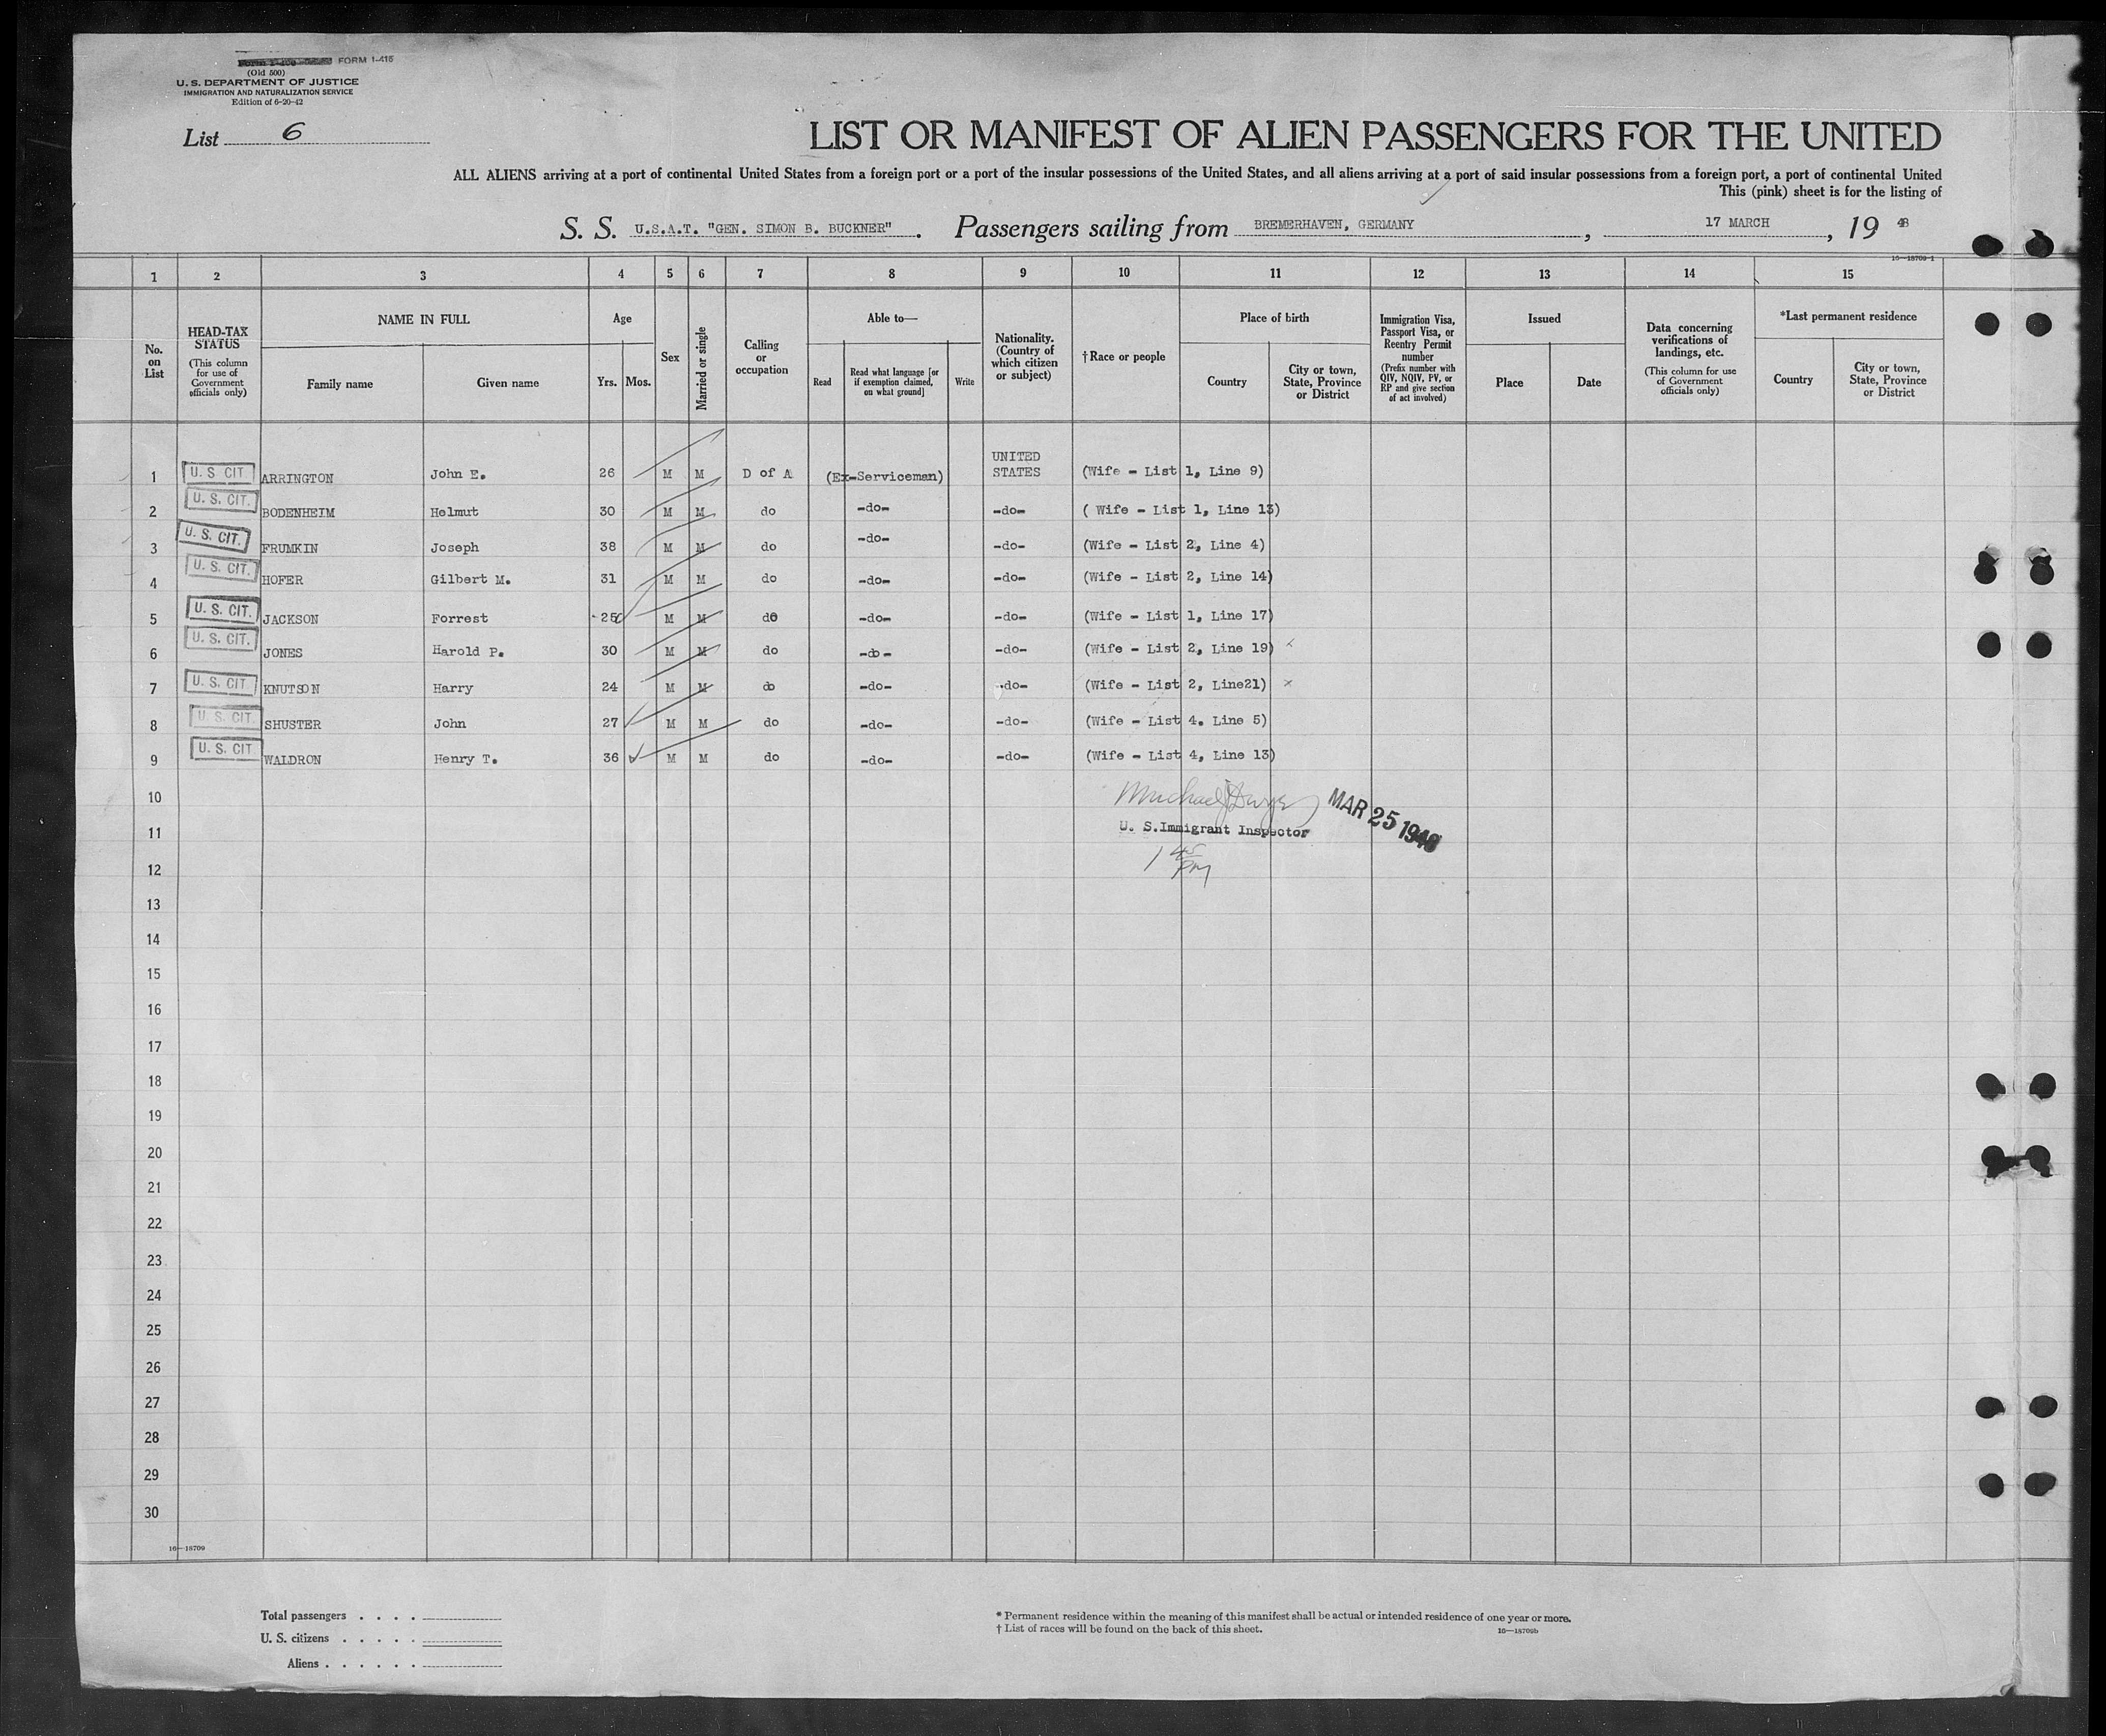 FORM I-415
(Old 500)
U. S. DEPARTMENT OF JUSTICE
IMMIGRATION AND NATURALIZATION SERVICE
Edition of 6-20-42
List 6
LIST OR MANIFEST OF ALIEN PASSENGERS FOR THE UNITED
ALL ALIENS arriving at a port of continental United States from a foreign port or a port of the insular possessions of the United States, and all aliens arriving at a port of said insular possessions from a foreign port, a port of continental United
This (pink) sheet is for the listing of
S. S. U.S.A.T. "GEN. SIMON B. BUCKNER". Passengers sailing from BREMERHAVEN, GERMANY, 17 MARCH, 19 48
16—18709-1
1 2 3 4 5 6 7 8 9 10 11 12 13 14 15
No. on List
HEAD-TAX STATUS
(This column for use of Government officials only)
NAME IN FULL
Family name
Given name
Age
Yrs. Mos.
Sex
Married or single
Calling or occupation
Able to—
Read
Read what language [or if exemption claimed, on what ground]
Write
Nationality. (Country of which citizen or subject)
†Race or people
Place of birth
Country
City or town, State, Province or District
Immigration Visa, Passport Visa, or Reentry Permit number
(Prefix number with QIV, NQIV, PV, or RP and give section of act involved)
Issued
Place
Date
Data concerning verifications of landings, etc.
(This column for use of Government officials only)
*Last permanent residence
Country
City or town, State, Province or District
1 U. S. CIT. ARRINGTON John E. 26 M M D of A (Ex-Serviceman) UNITED STATES (Wife - List 1, Line 9)
2 U. S. CIT. BODENHEIM Helmut 30 M M do -do- -do- ( Wife - List 1, Line 13)
3 U. S. CIT. FRUMKIN Joseph 38 M M do -do- -do- (Wife - List 2, Line 4)
4 U. S. CIT. HOFER Gilbert M. 31 M M do -do- -do- (Wife - List 2, Line 14)
5 U. S. CIT. JACKSON Forrest 25 M M do -do- -do- (Wife - List 1, Line 17)
6 U. S. CIT. JONES Harold P. 30 M M do -do- -do- (Wife - List 2, Line 19)
7 U. S. CIT. KNUTSON Harry 24 M M do -do- -do- (Wife - List 2, Line21)
8 U. S. CIT. SHUSTER John 27 M M do -do- -do- (Wife - List 4. Line 5)
9 U. S. CIT. WALDRON Henry T. 36 M M do -do- -do- (Wife - List 4, Line 13)
10 Michael MAR 25 1948
11 U. S.Immigrant Inspector
12 1 45 PM
13
14
15
16
17
18
19
20
21
22
23
24
25
26
27
28
29
30
16—18709
Total passengers . . . .
U. S. citizens . . . . .
Aliens . . . . . .
* Permanent residence within the meaning of this manifest shall be actual or intended residence of one year or more.
† List of races will be found on the back of this sheet.
16—18709b